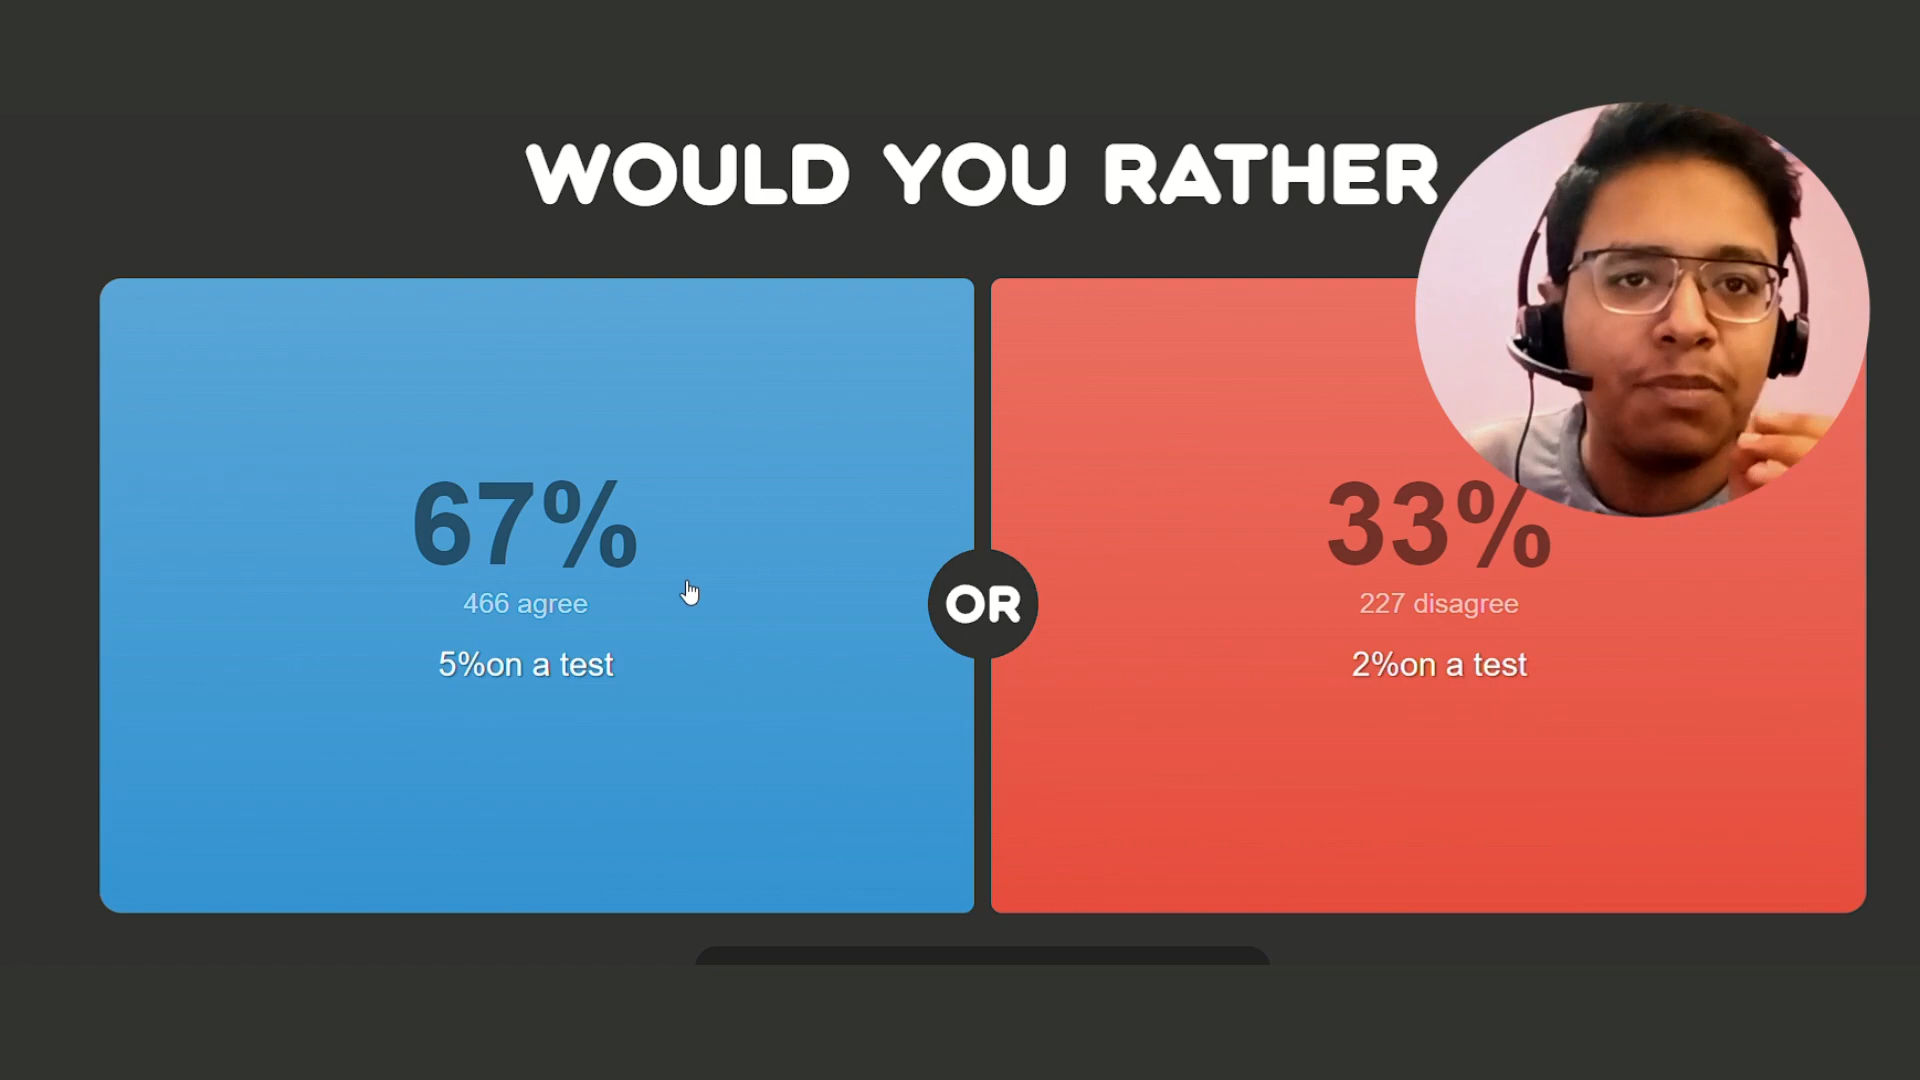 WOULD YOU RATHER
67%
466 agree
5%on a test
OR
33%
227 disagree
2%on a test